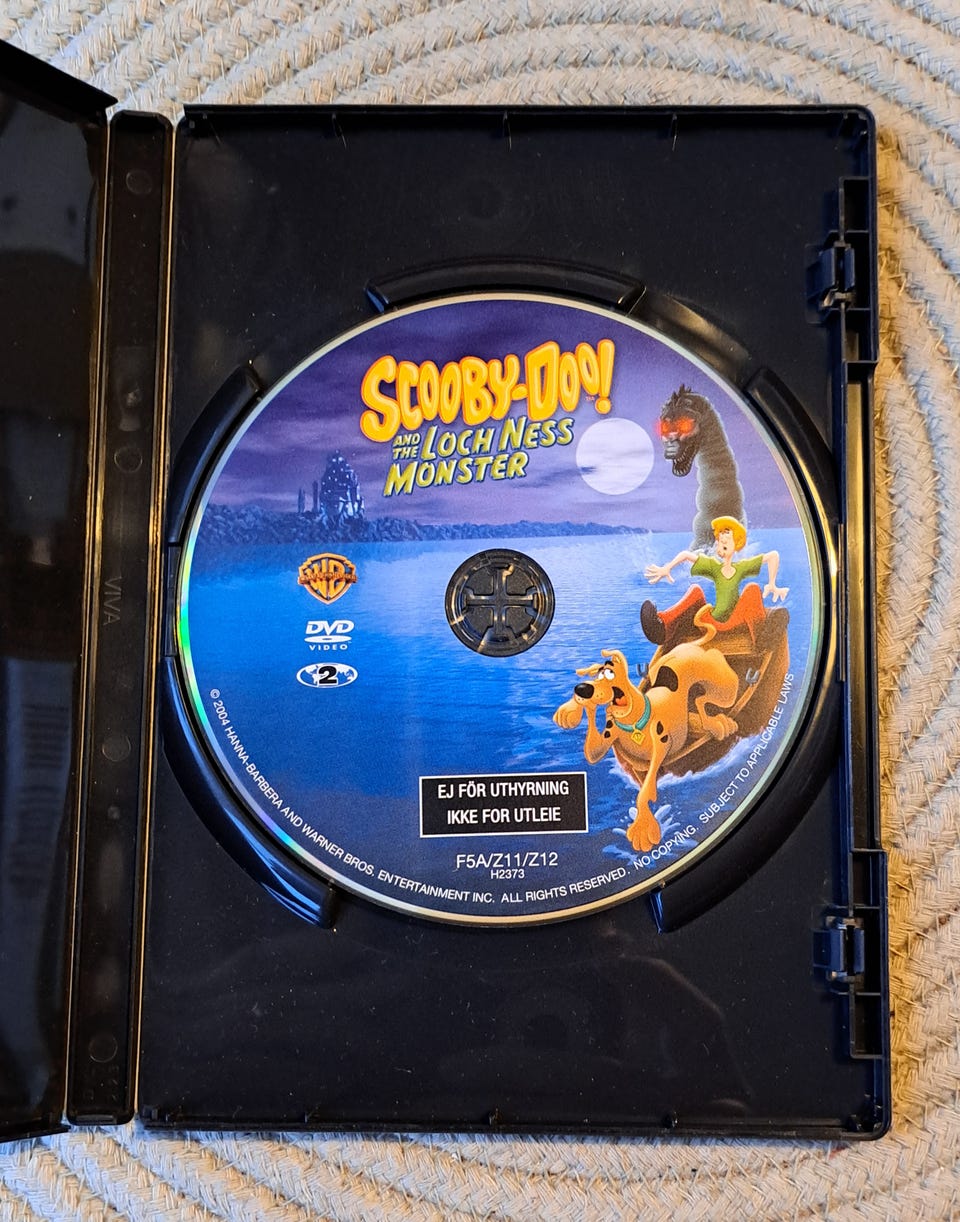 SCOOBY-DOO!
AND THE LOCH NESS
MONSTER
DVD
VIDEO
2
EJ FÖR UTHYRNING
IKKE FOR UTLEIE
F5A/Z11/Z12
H2373
© 2004 HANNA-BARBERA AND WARNER BROS. ENTERTAINMENT INC. ALL RIGHTS RESERVED. NO COPYING. SUBJECT TO APPLICABLE LAWS
VIVA